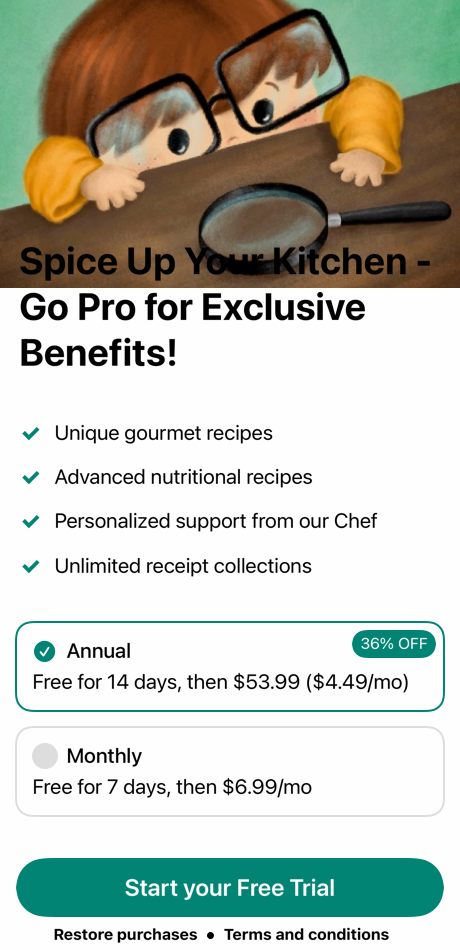 Spice Up Your Kitchen -
Go Pro for Exclusive
Benefits!
Unique gourmet recipes
Advanced nutritional recipes
Personalized support from our Chef
Unlimited receipt collections
Annual
36% OFF
Free for 14 days, then $53.99 ($4.49/mo)
Monthly
Free for 7 days, then $6.99/mo
Start your Free Trial
Restore purchases • Terms and conditions